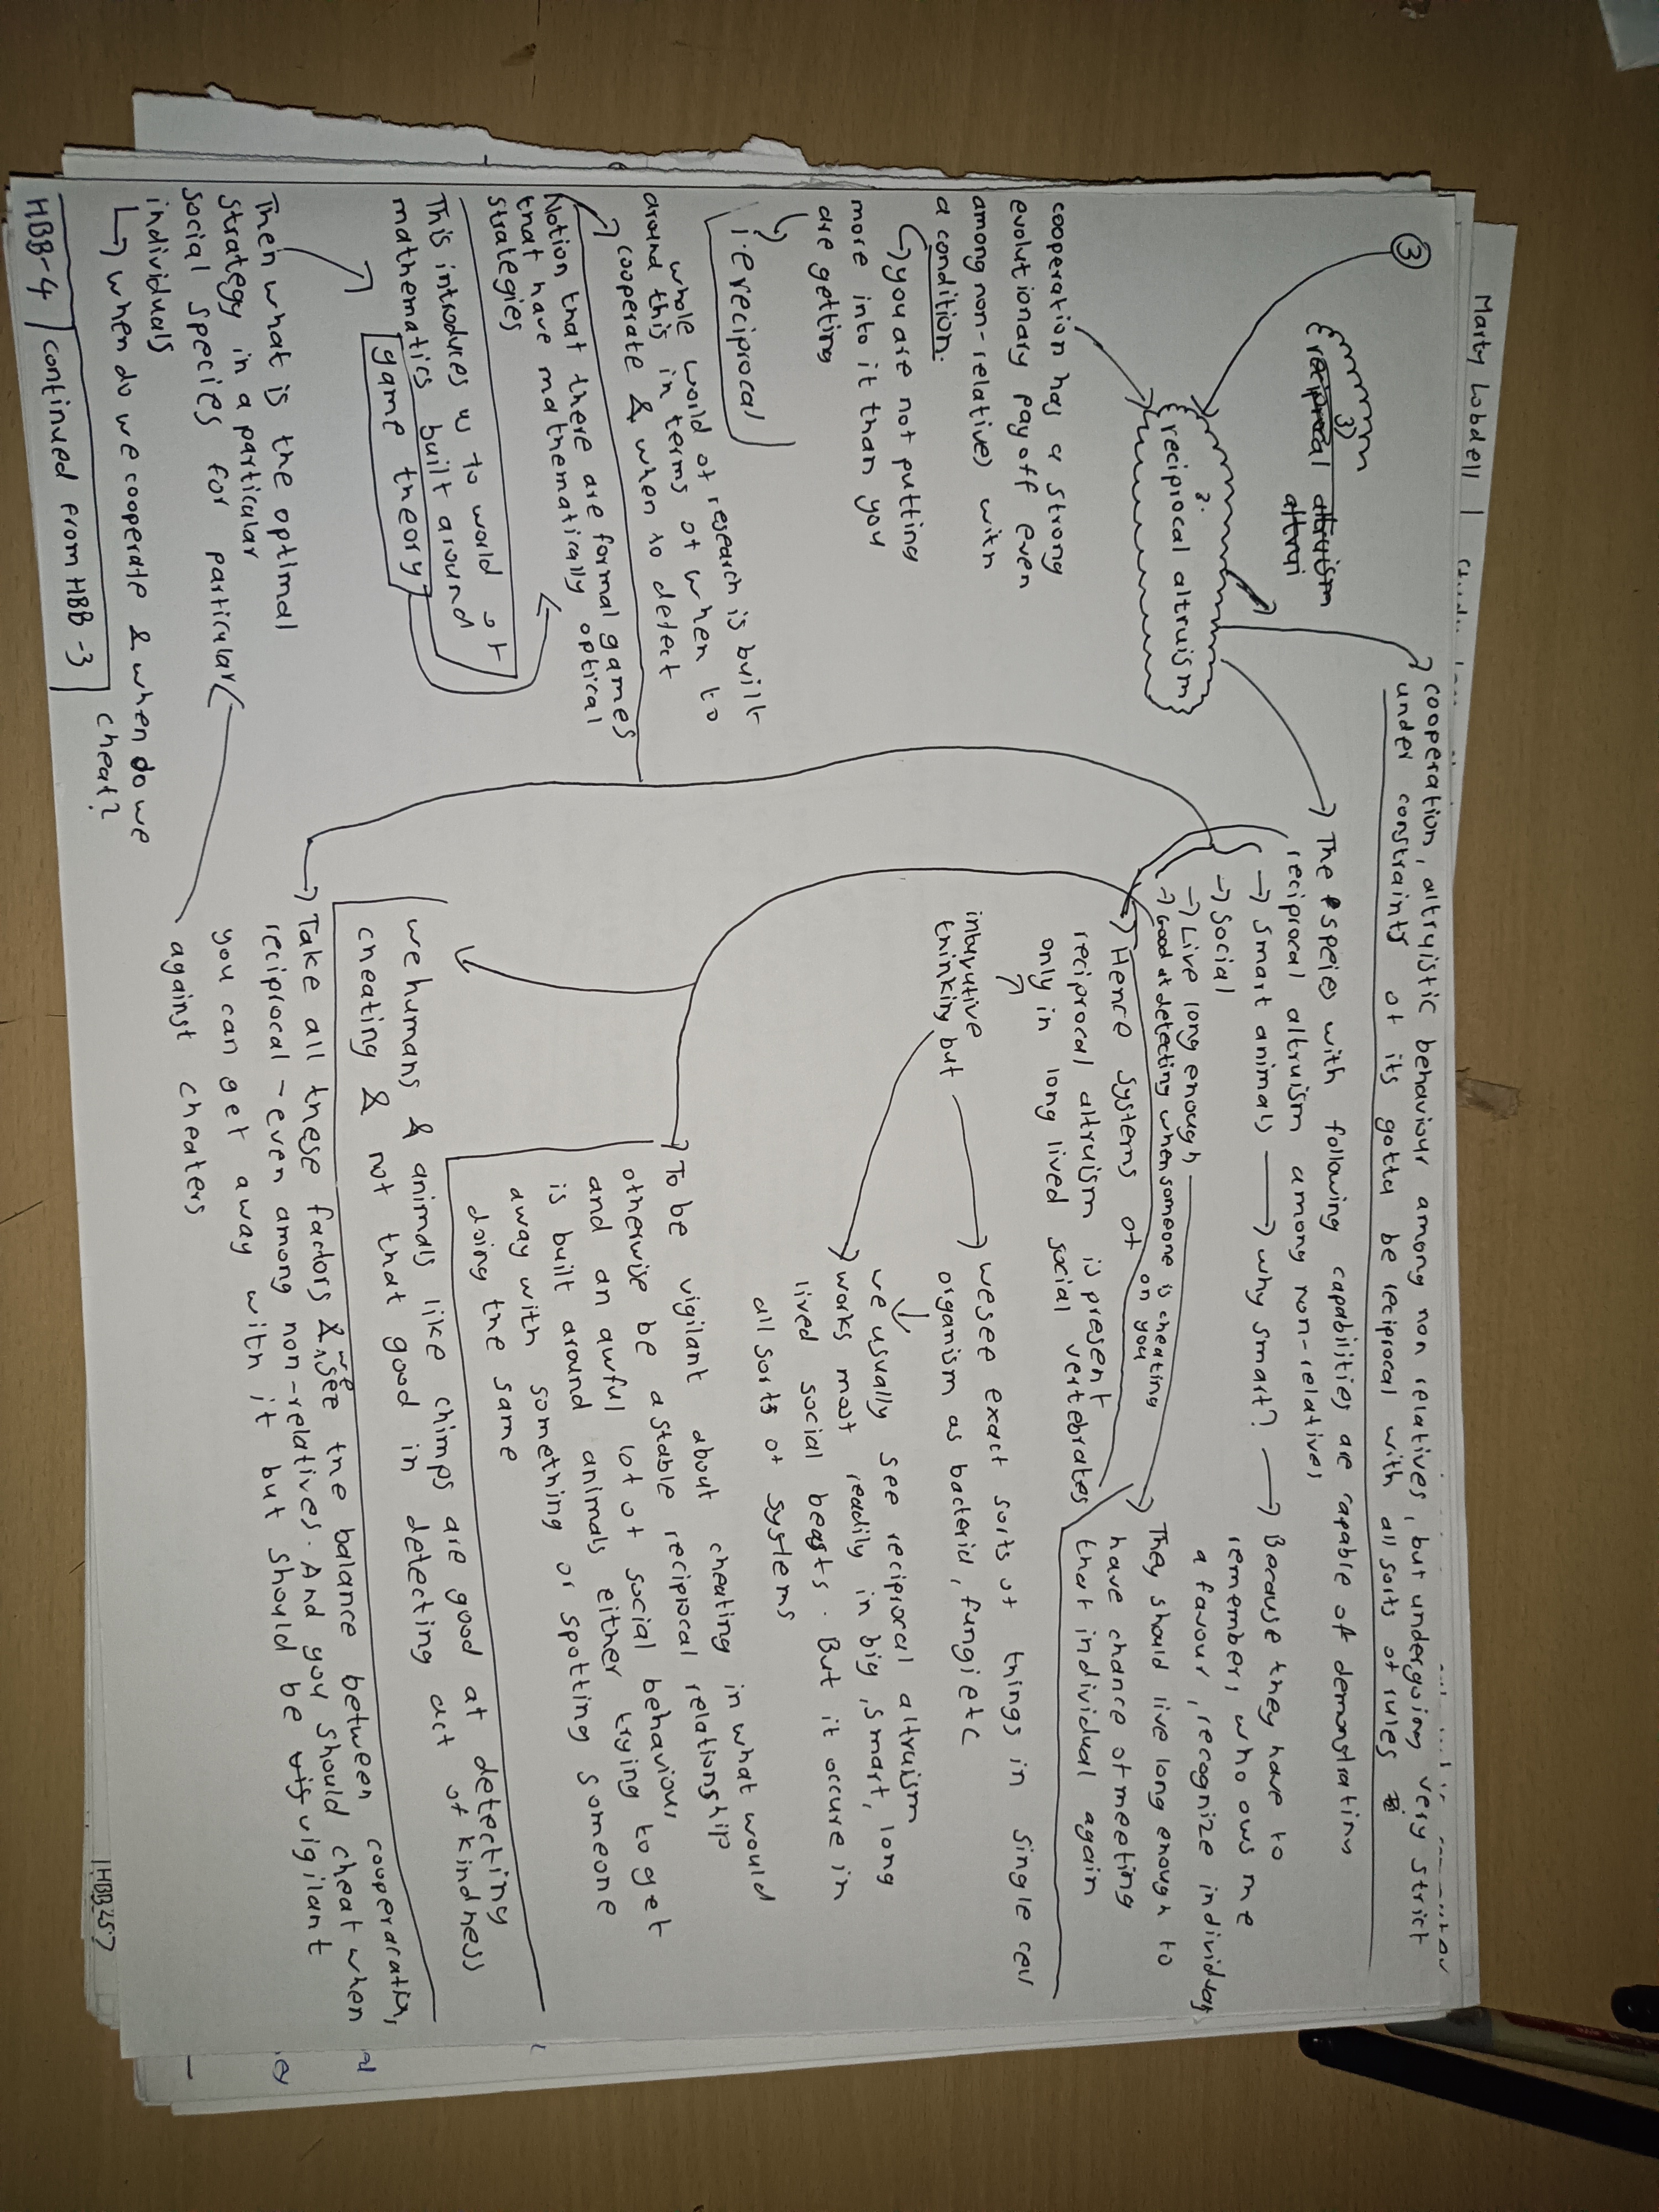 Marty Lobdell
3)
reciprocal altruism
altrui
3
3.
reciprocal altruism
cooperation, altryistic behaviour among non relatives, but undergoing very strict
under constraints of its gotta be reciprocal with all sorts of rules
The species with following capabilities are capable of demonstrating
reciprocal altruism among non-relatives
→ Smart animals → Why smart? → Because they have to
remember, who ows me
a favour, recognize individual
→ Social
→ Live long enough → They should live long enough to
have chance of meeting
that individual again
→ Good at detecting when someone is cheating
on you
→ Hence systems of
reciprocal altruism is present
only in long lived social vertebrates
intutive
thinking but
→ we see exact sorts of things in single cell
organism as bacteria, fungi etc
we usually see reciprocal altruism
→ works most readily in big, smart, long
lived social beasts. But it occure in
all sorts of systems
→ To be vigilant about cheating in what would
otherwise be a stable reciprocal relationship
and an awful lot of social behaviour,
is built around animals either trying to get
away with something or spotting someone
doing the same
we humans & animals like chimps are good at detecting
cheating & not that good in detecting act of kindness
→ Take all these factors & we see the balance between cooperaration,
reciprocal - even among non-relatives. And you should cheat when
you can get away with it but should be vigilant
against cheaters
cooperation has a strong
evolutionary pay off even
among non-relatives with
a condition:
↳ you are not putting
more into it than you
are getting
i.e reciprocal
whole world of research is built
around this in terms of when to
cooperate & when to defect
Notion that there are formal games
that have mathematically optical
strategies
This introduces us to world of
mathematics built around
game theory
Then what is the optimal
strategy in a particular
social species for particular
individuals
↳ when do we cooperate & when do we
cheat?
HBB-4 | continued from HBB-3